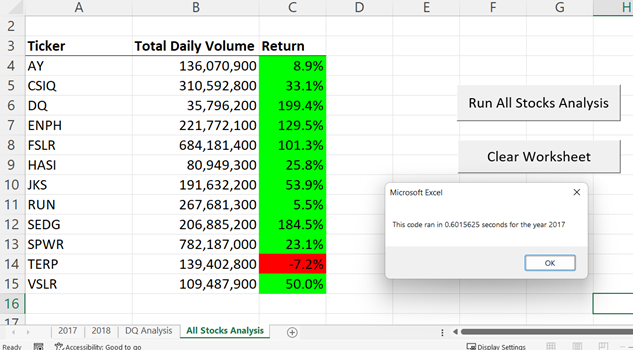 A B C D E F G H
2
3 Ticker Total Daily Volume Return
4 AY 136,070,900 8.9%
5 CSIQ 310,592,800 33.1%
6 DQ 35,796,200 199.4%
7 ENPH 221,772,100 129.5%
8 FSLR 684,181,400 101.3%
9 HASI 80,949,300 25.8%
10 JKS 191,632,200 53.9%
11 RUN 267,681,300 5.5%
12 SEDG 206,885,200 184.5%
13 SPWR 782,187,000 23.1%
14 TERP 139,402,800 -7.2%
15 VSLR 109,487,900 50.0%
16
17
Run All Stocks Analysis
Clear Worksheet
Microsoft Excel
This code ran in 0.6015625 seconds for the year 2017
OK
2017 2018 DQ Analysis All Stocks Analysis
Ready Accessibility: Good to go Display Settings